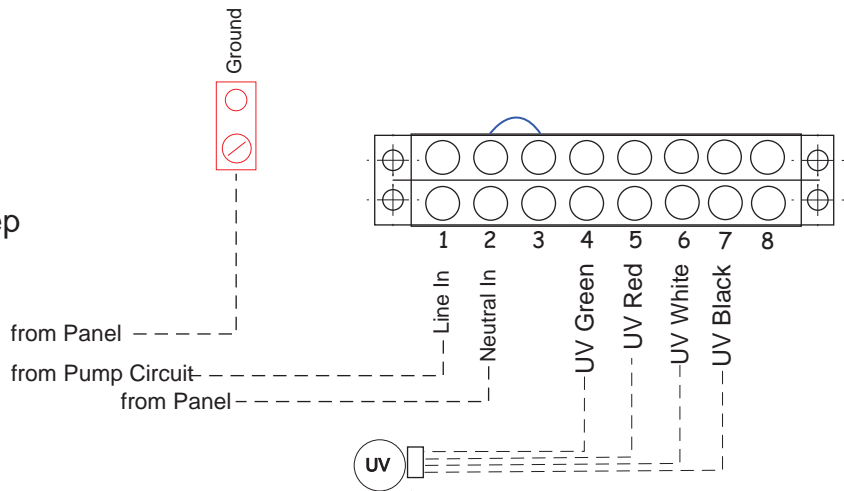 Ground
ep
1 2 3 4 5 6 7 8
Line In
Neutral In
UV Green
UV Red
UV White
UV Black
from Panel
from Pump Circuit
from Panel
UV